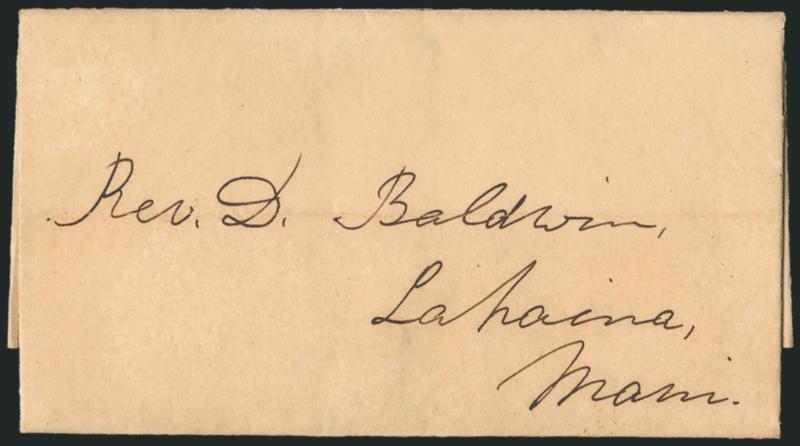 Rev. D. Baldwin,
Lahaina,
Maui.